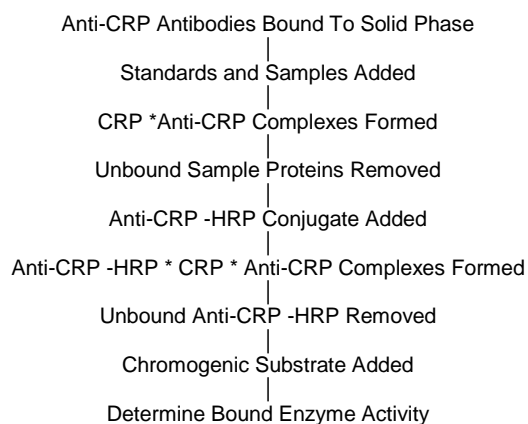 Anti-CRP Antibodies Bound To Solid Phase
Standards and Samples Added
CRP *Anti-CRP Complexes Formed
Unbound Sample Proteins Removed
Anti-CRP -HRP Conjugate Added
Anti-CRP -HRP * CRP * Anti-CRP Complexes Formed
Unbound Anti-CRP -HRP Removed
Chromogenic Substrate Added
Determine Bound Enzyme Activity